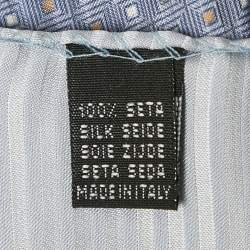 100% SETA
SILK SEIDE
SOIE ZIJDE
SETA SEDA
MADE IN ITALY